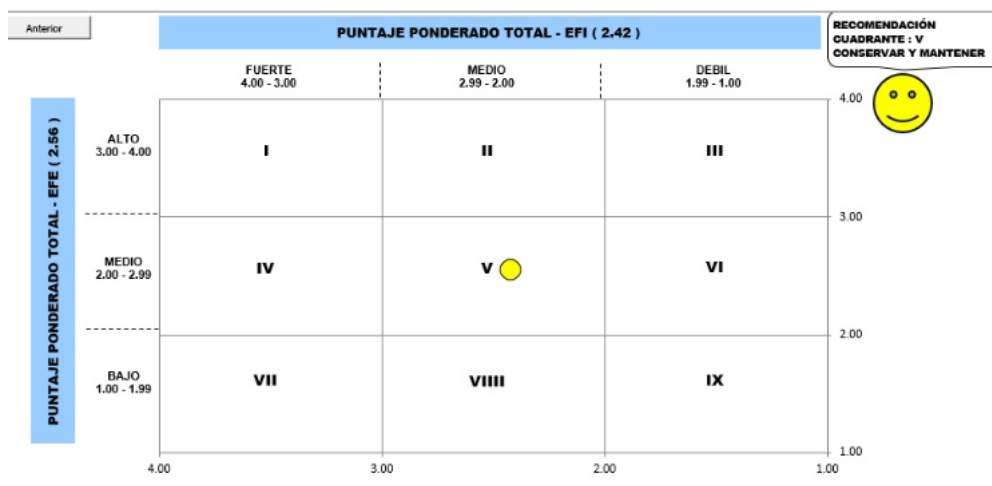 Anterior
PUNTAJE PONDERADO TOTAL - EFI ( 2.42 )
RECOMENDACIÓN
CUADRANTE : V
CONSERVAR Y MANTENER
FUERTE
4.00 - 3.00
MEDIO
2.99 - 2.00
DEBIL
1.99 - 1.00
PUNTAJE PONDERADO TOTAL - EFE ( 2.56 )
ALTO
3.00 - 4.00
I
II
III
4.00
3.00
MEDIO
2.00 - 2.99
IV
V
VI
2.00
BAJO
1.00 - 1.99
VII
VIIII
IX
1.00
4.00
3.00
2.00
1.00